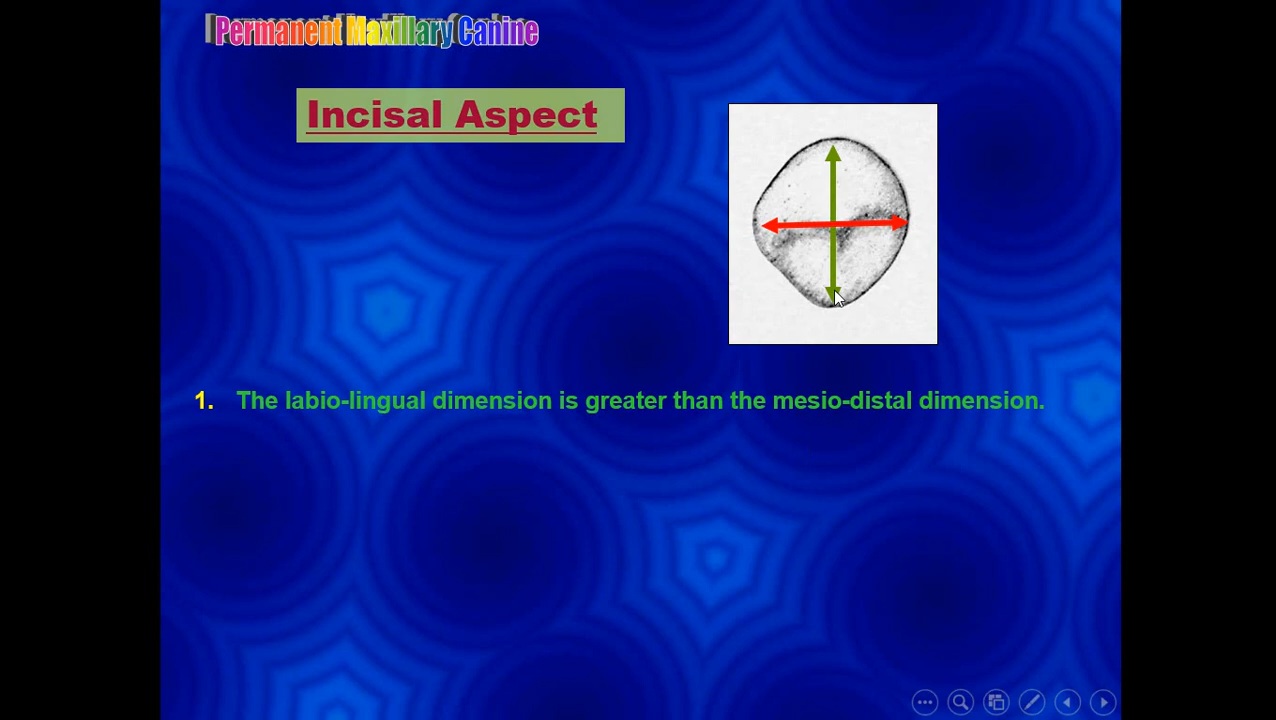 Permanent Maxillary Canine
Incisal Aspect
1. The labio-lingual dimension is greater than the mesio-distal dimension.